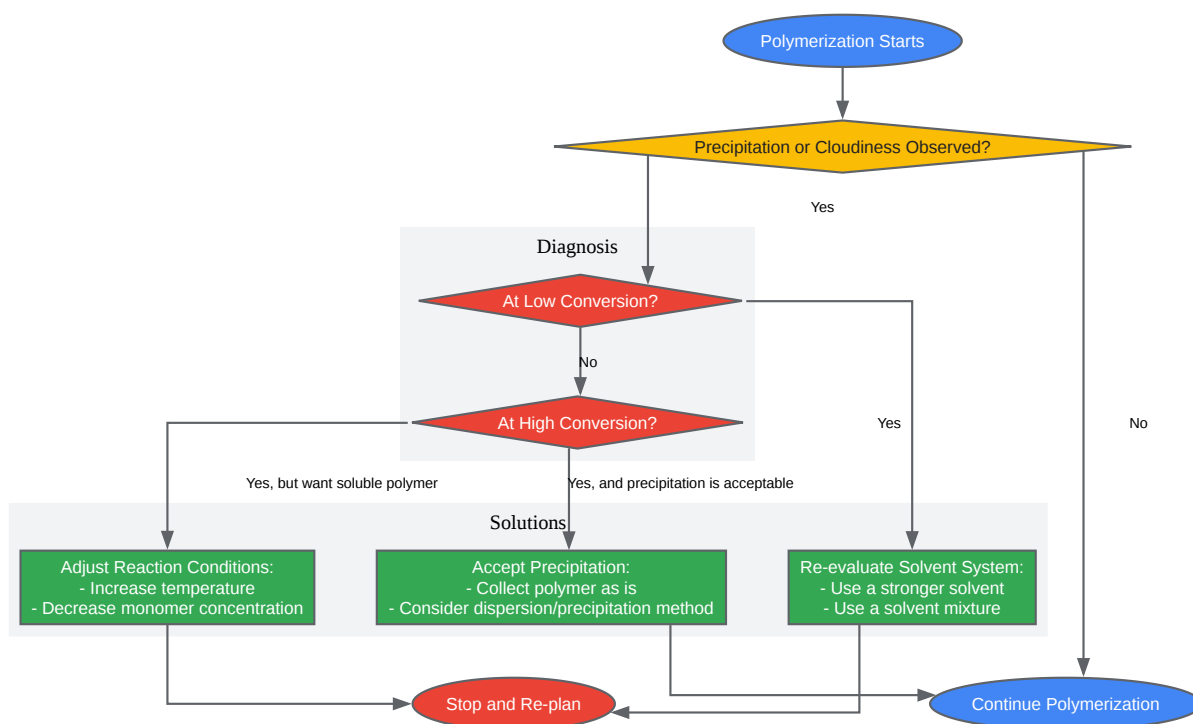 Polymerization Starts
Precipitation or Cloudiness Observed?
Yes
Diagnosis
At Low Conversion?
No
At High Conversion?
Yes
No
Yes, but want soluble polymer
Yes, and precipitation is acceptable
Solutions
Adjust Reaction Conditions:
- Increase temperature
- Decrease monomer concentration
Accept Precipitation:
- Collect polymer as is
- Consider dispersion/precipitation method
Re-evaluate Solvent System:
- Use a stronger solvent
- Use a solvent mixture
Stop and Re-plan
Continue Polymerization